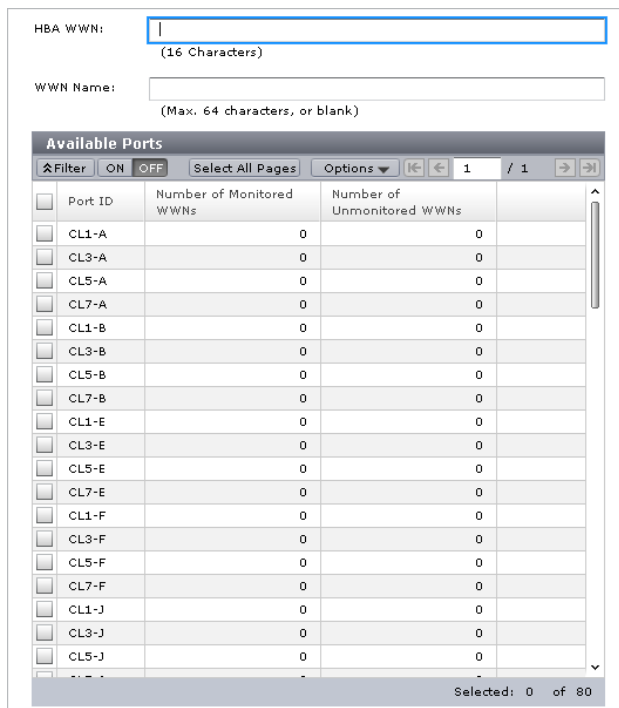 HBA WWN:
(16 Characters)
WWN Name:
(Max. 64 characters, or blank)
Available Ports
Filter ON OFF Select All Pages Options 1 / 1
Port ID Number of Monitored WWNs Number of Unmonitored WWNs
CL1-A 0 0
CL3-A 0 0
CL5-A 0 0
CL7-A 0 0
CL1-B 0 0
CL3-B 0 0
CL5-B 0 0
CL7-B 0 0
CL1-E 0 0
CL3-E 0 0
CL5-E 0 0
CL7-E 0 0
CL1-F 0 0
CL3-F 0 0
CL5-F 0 0
CL7-F 0 0
CL1-J 0 0
CL3-J 0 0
CL5-J 0 0
Selected: 0 of 80